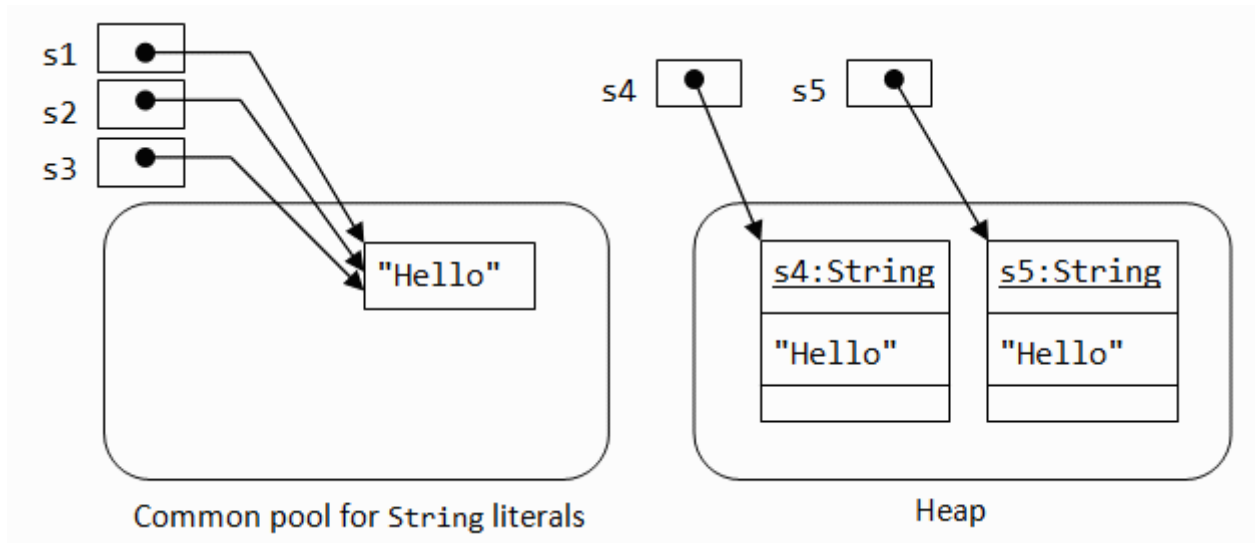 s1
s2
s3
"Hello"
Common pool for String literals
s4
s5
s4:String
"Hello"
s5:String
"Hello"
Heap